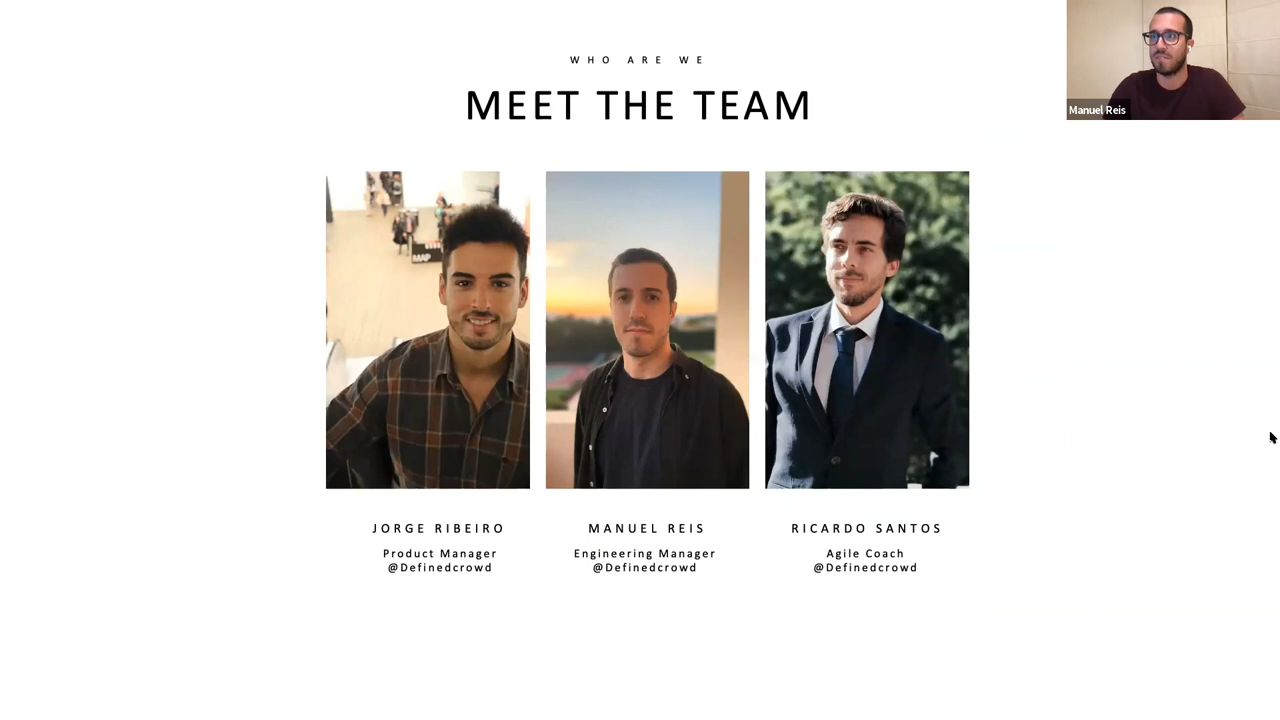 WHO ARE WE
MEET THE TEAM
Manuel Reis
MAP
JORGE RIBEIRO
Product Manager
@Definedcrowd
MANUEL REIS
Engineering Manager
@Definedcrowd
RICARDO SANTOS
Agile Coach
@Definedcrowd